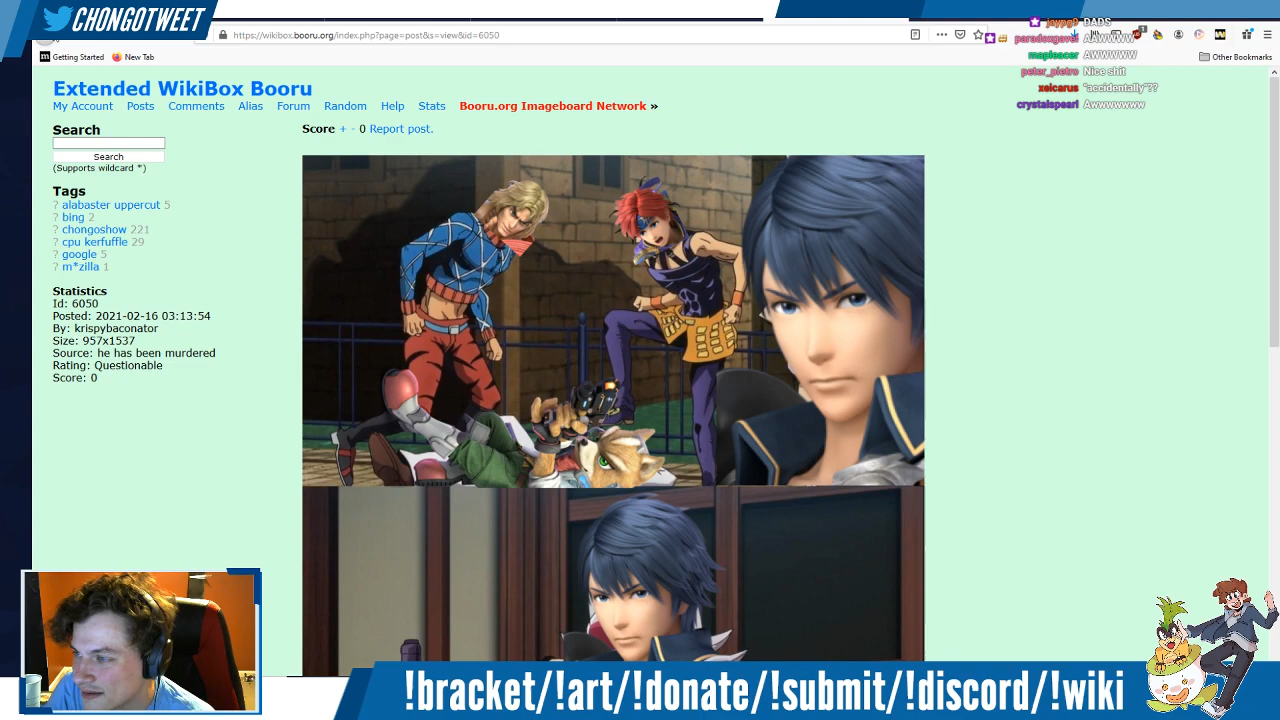 CHONGOTWEET
https://wikibox.booru.org/index.php?page=post&s=view&id=6050
Getting Started
New Tab
Other Bookmarks
DADS
paradoxgavel AAWWWW
mapleacer AWWWWW
peter_pietro Nice shit
xelcarus "accidentally"??
crystalspearl Awwwwwww
Extended WikiBox Booru
My Account Posts Comments Alias Forum Random Help Stats Booru.org Imageboard Network »
Score + - 0 Report post.
Search
Search
(Supports wildcard *)
Tags
? alabaster uppercut 5
? bing 2
? chongoshow 221
? cpu kerfuffle 29
? google 5
? m*zilla 1
Statistics
Id: 6050
Posted: 2021-02-16 03:13:54
By: krispybaconator
Size: 957x1537
Source: he has been murdered
Rating: Questionable
Score: 0
!bracket/!art/!donate/!submit/!discord/!wiki